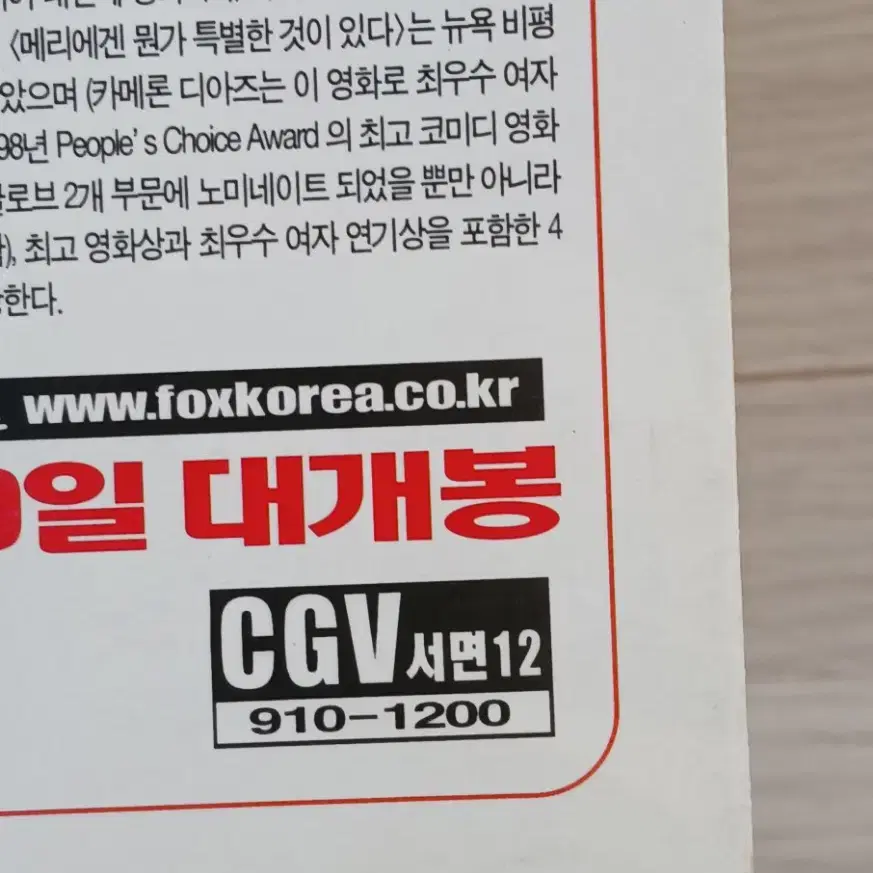 〈메리에겐 뭔가 특별한 것이 있다〉는 뉴욕 비평
았으며 (카메론 디아즈는 이 영화로 최우수 여자
98년 People's Choice Award 의 최고 코미디 영화
로브 2개 부문에 노미네이트 되었을 뿐만 아니라
), 최고 영화상과 최우수 여자 연기상을 포함한 4
한다.
www.foxkorea.co.kr
일 대개봉
CGV 서면12
910-1200